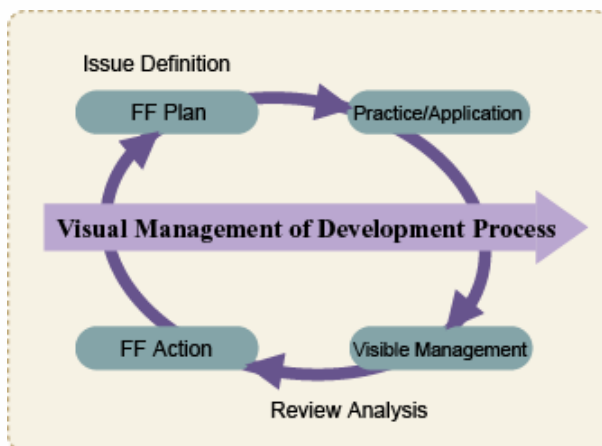 Issue Definition
FF Plan
Practice/Application
Visual Management of Development Process
FF Action
Visible Management
Review Analysis